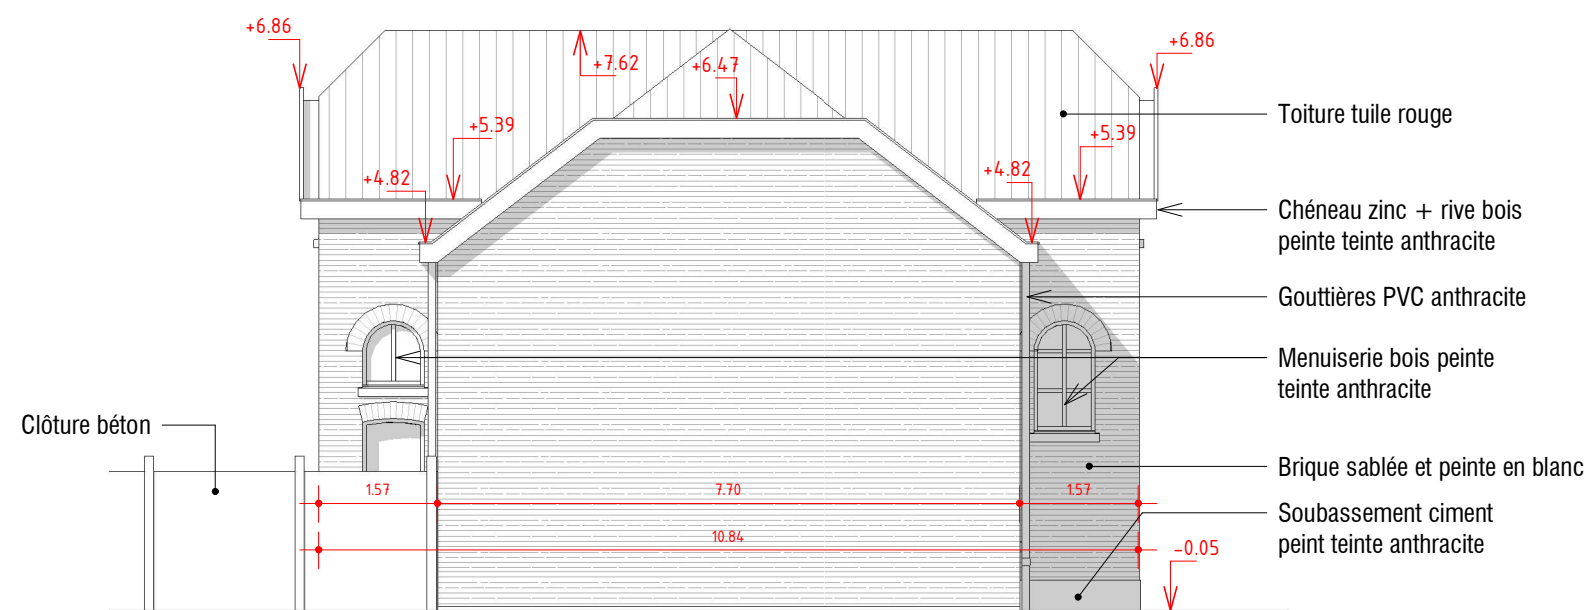 +6.86
+7.62
+6.47
+6.86
+5.39
+5.39
+4.82
+4.82
Toiture tuile rouge
Chéneau zinc + rive bois
peinte teinte anthracite
Gouttières PVC anthracite
Menuiserie bois peinte
teinte anthracite
Clôture béton
Brique sablée et peinte en blanc
1.57
7.70
1.57
Soubassement ciment
peint teinte anthracite
10.84
-0.05